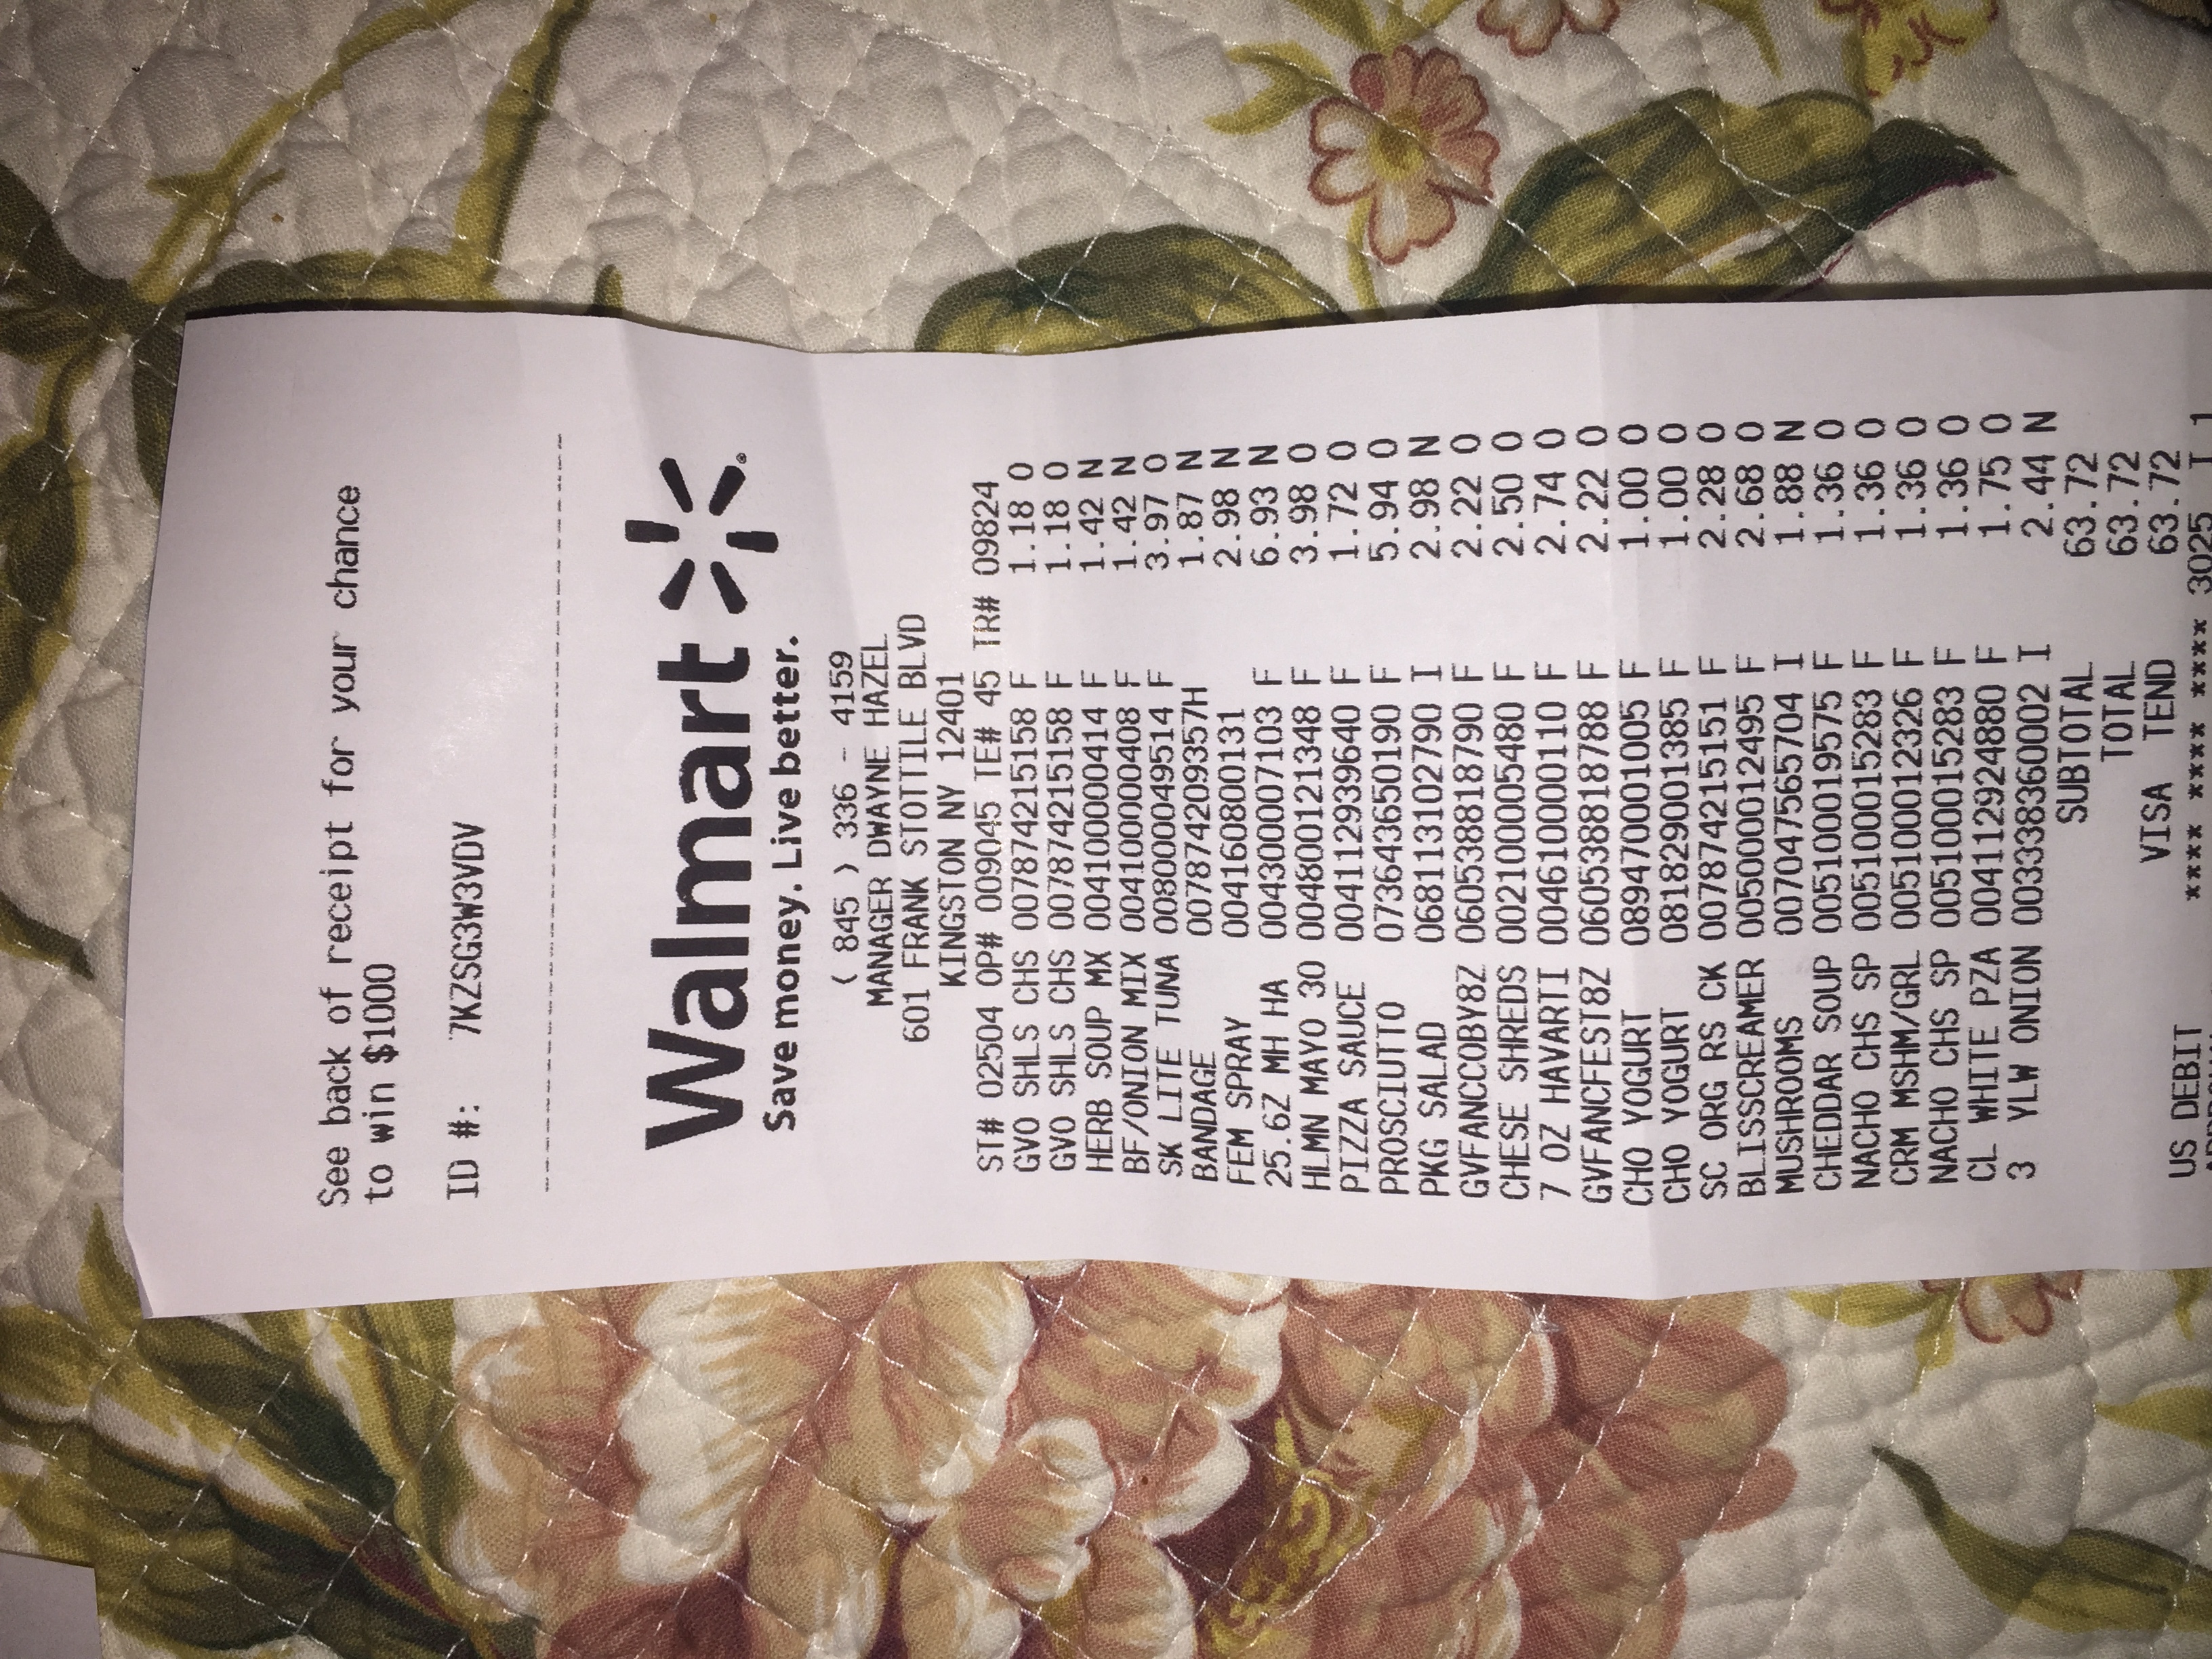 See back of receipt for your chance
to win $1000
ID #: 7KZSG3W3VDV
Walmart
Save money. Live better.
( 845 ) 336 - 4159
MANAGER DWAYNE HAZEL
601 FRANK STOTTILE BLVD
KINGSTON NY 12401
ST# 02504 OP# 009045 TE# 45 TR# 09824
GVO SHLS CHS 007874215158 F 1.18 O
GVO SHLS CHS 007874215158 F 1.18 O
HERB SOUP MX 004100000414 F 1.42 N
BF/ONION MIX 004100000408 F 1.42 N
SK LITE TUNA 008000049514 F 3.97 O
BANDAGE 007874209357H 1.87 N
FEM SPRAY 004160800131 2.98 N
25.6Z MH HA 004300007103 F 6.93 N
HLMN MAYO 30 004800121348 F 3.98 O
PIZZA SAUCE 004112939640 F 1.72 O
PROSCIUTTO 073643650190 F 5.94 O
PKG SALAD 068113102790 I 2.98 N
GVFANCCOBY8Z 060538818790 F 2.22 O
CHESE SHREDS 002100005480 F 2.50 O
7 OZ HAVARTI 004610000110 F 2.74 O
GVFANCFEST8Z 060538818788 F 2.22 O
CHO YOGURT 089470001005 F 1.00 O
CHO YOGURT 081829001385 F 1.00 O
SC ORG RS CK 007874215151 F 2.28 O
BLISSCREAMER 005000012495 F 2.68 O
MUSHROOMS 007047565704 I 1.88 N
CHEDDAR SOUP 005100019575 F 1.36 O
NACHO CHS SP 005100015283 F 1.36 O
CRM MSHM/GRL 005100012326 F 1.36 O
NACHO CHS SP 005100015283 F 1.36 O
CL WHITE PZA 004112924880 F 1.75 O
3 YLW ONION 003338360002 I 2.44 N
SUBTOTAL 63.72
TOTAL 63.72
VISA TEND 63.72
US DEBIT **** **** **** 3025 I 1